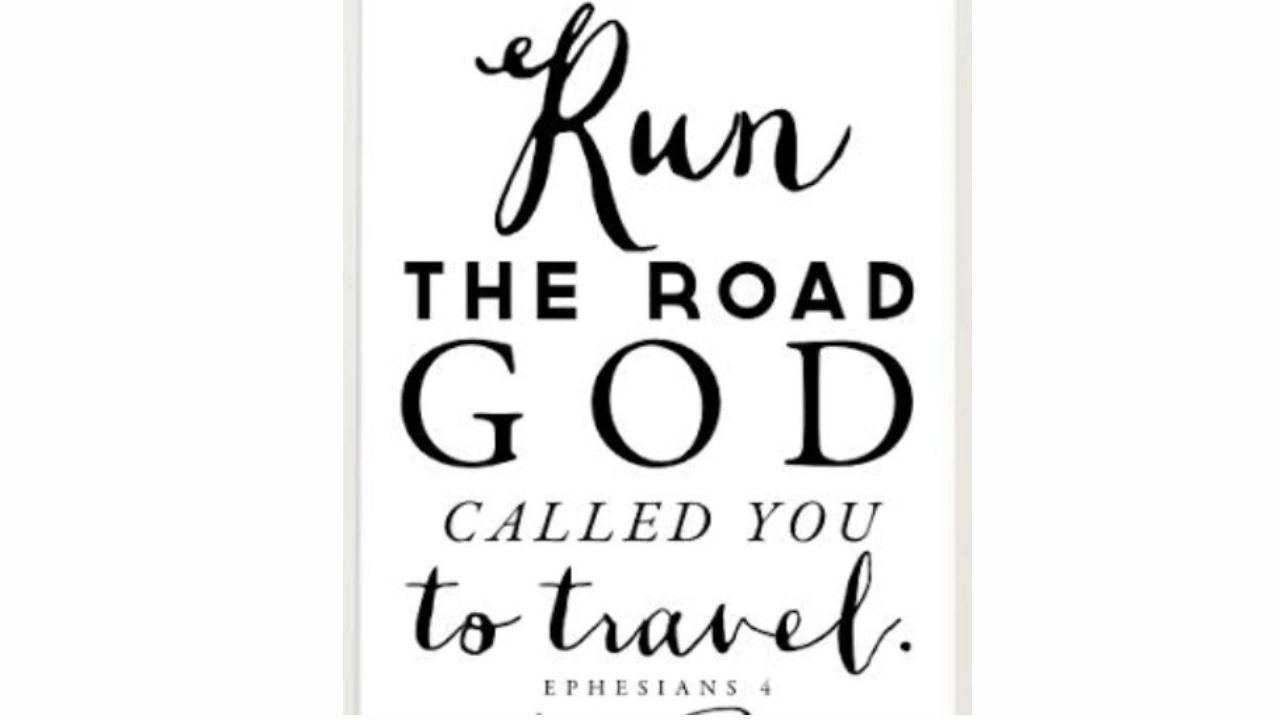 Run
THE ROAD
GOD
CALLED YOU
to travel.
EPHESIANS 4